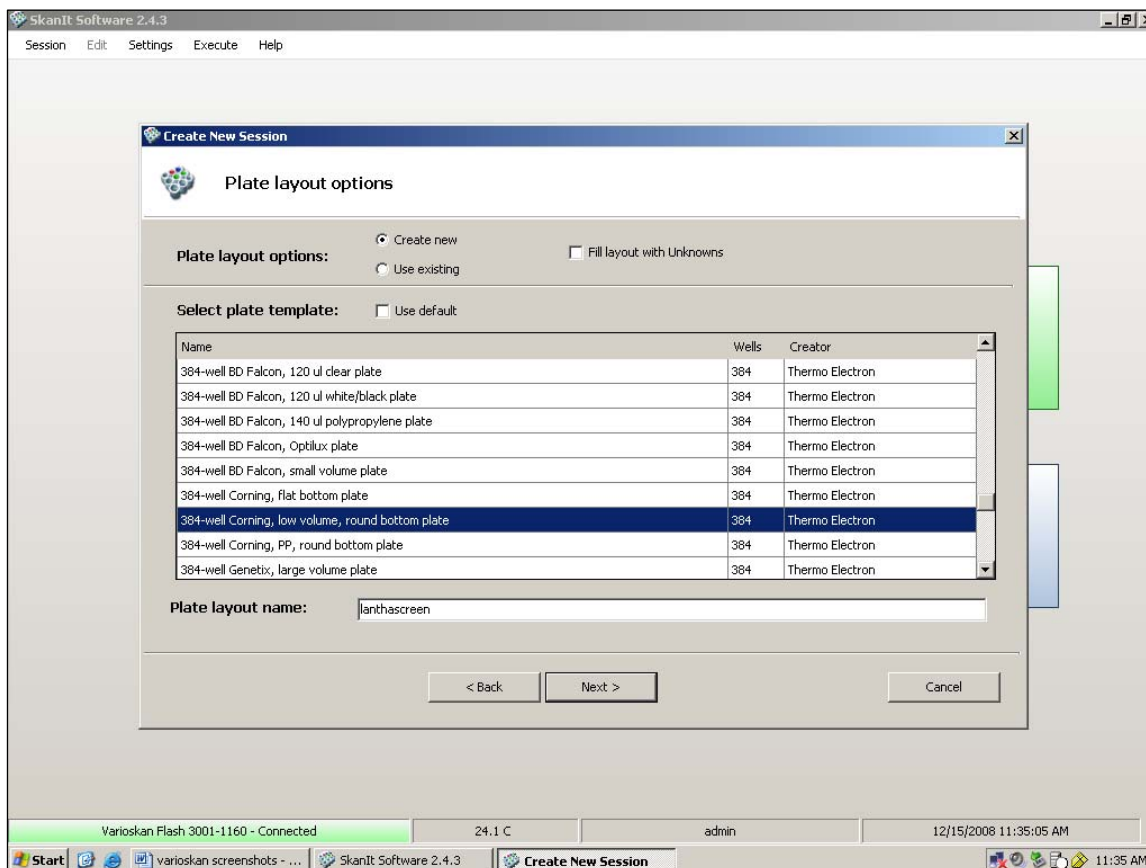 SkanIt Software 2.4.3
Session Edit Settings Execute Help
Create New Session
Plate layout options
Plate layout options:
Create new
Fill layout with Unknowns
Use existing
Select plate template:
Use default
Name Wells Creator
384-well BD Falcon, 120 ul clear plate 384 Thermo Electron
384-well BD Falcon, 120 ul white/black plate 384 Thermo Electron
384-well BD Falcon, 140 ul polypropylene plate 384 Thermo Electron
384-well BD Falcon, Optilux plate 384 Thermo Electron
384-well BD Falcon, small volume plate 384 Thermo Electron
384-well Corning, flat bottom plate 384 Thermo Electron
384-well Corning, low volume, round bottom plate 384 Thermo Electron
384-well Corning, PP, round bottom plate 384 Thermo Electron
384-well Genetix, large volume plate 384 Thermo Electron
Plate layout name: lanthascreen
< Back Next > Cancel
Varioskan Flash 3001-1160 - Connected 24.1 C admin 12/15/2008 11:35:05 AM
Start varioskan screenshots - ... SkanIt Software 2.4.3 Create New Session 11:35 AM